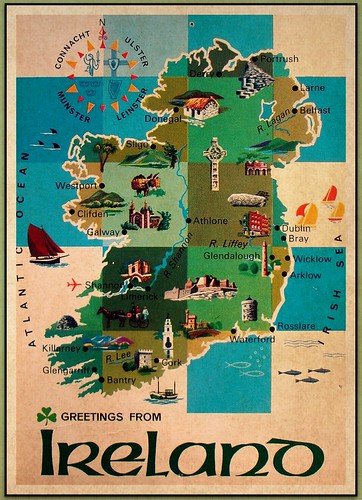 N
CONNACHT
ULSTER
MUNSTER
LEINSTER
Portrush
Derry
Larne
Donegal
Belfast
R. Lagan
Sligo
Westport
Clifden
Galway
Athlone
Dublin
Bray
R. Liffey
Glendalough
Wicklow
Arklow
R. Shannon
Shannon
Limerick
Rosslare
Waterford
Killarney
R. Lee
Cork
Glengarriff
Bantry
ATLANTIC OCEAN
IRISH SEA
GREETINGS FROM
IRELAND